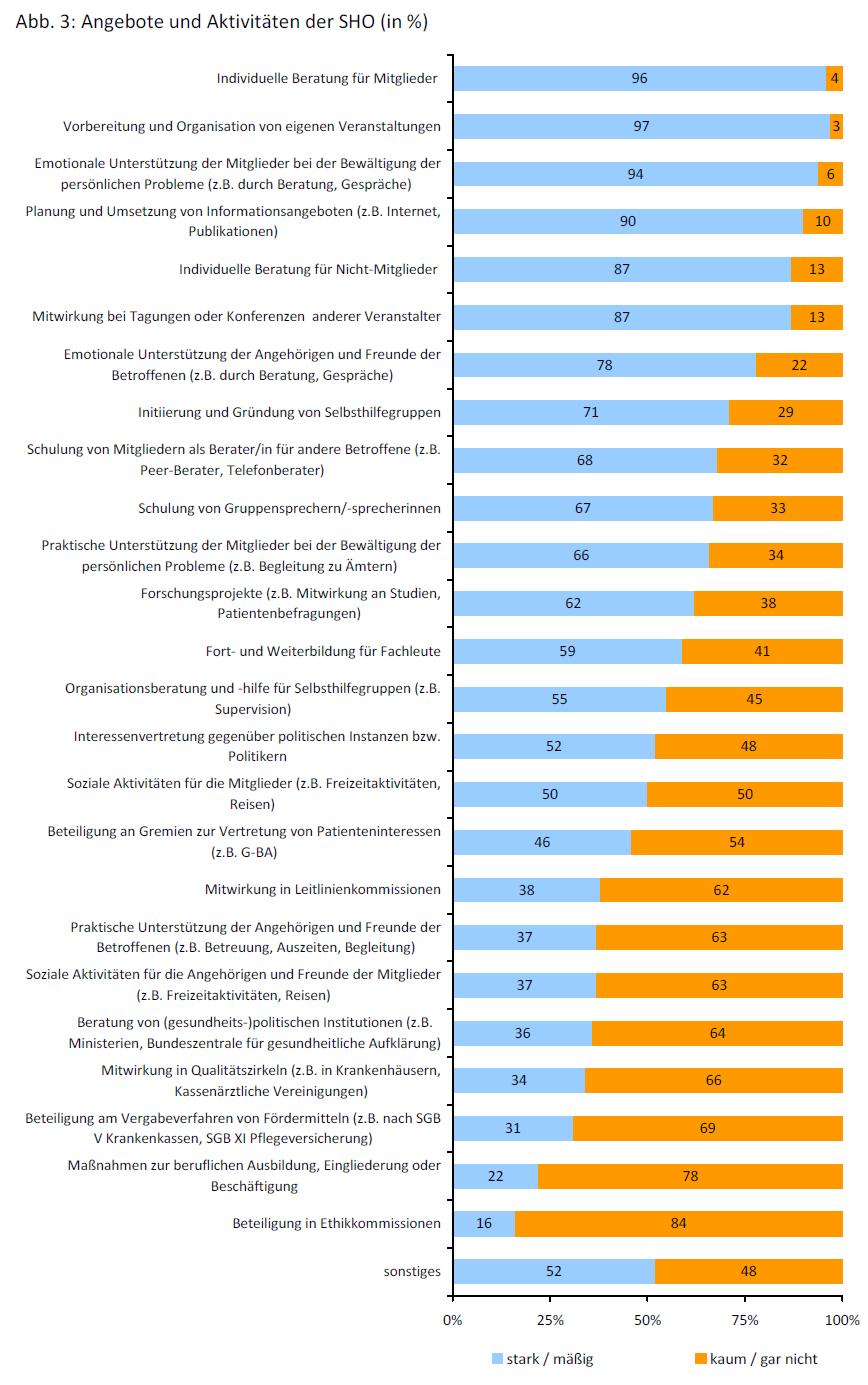 Abb. 3: Angebote und Aktivitäten der SHO (in %)
Individuelle Beratung für Mitglieder
96
4
Vorbereitung und Organisation von eigenen Veranstaltungen
97
3
Emotionale Unterstützung der Mitglieder bei der Bewältigung der
persönlichen Probleme (z.B. durch Beratung, Gespräche)
94
6
Planung und Umsetzung von Informationsangeboten (z.B. Internet,
Publikationen)
90
10
Individuelle Beratung für Nicht-Mitglieder
87
13
Mitwirkung bei Tagungen oder Konferenzen anderer Veranstalter
87
13
Emotionale Unterstützung der Angehörigen und Freunde der
Betroffenen (z.B. durch Beratung, Gespräche)
78
22
Initiierung und Gründung von Selbsthilfegruppen
71
29
Schulung von Mitgliedern als Berater/in für andere Betroffene (z.B.
Peer-Berater, Telefonberater)
68
32
Schulung von Gruppensprechern/-sprecherinnen
67
33
Praktische Unterstützung der Mitglieder bei der Bewältigung der
persönlichen Probleme (z.B. Begleitung zu Ämtern)
66
34
Forschungsprojekte (z.B. Mitwirkung an Studien,
Patientenbefragungen)
62
38
Fort- und Weiterbildung für Fachleute
59
41
Organisationsberatung und -hilfe für Selbsthilfegruppen (z.B.
Supervision)
55
45
Interessenvertretung gegenüber politischen Instanzen bzw.
Politikern
52
48
Soziale Aktivitäten für die Mitglieder (z.B. Freizeitaktivitäten,
Reisen)
50
50
Beteiligung an Gremien zur Vertretung von Patienteninteressen
(z.B. G-BA)
46
54
Mitwirkung in Leitlinienkommissionen
38
62
Praktische Unterstützung der Angehörigen und Freunde der
Betroffenen (z.B. Betreuung, Auszeiten, Begleitung)
37
63
Soziale Aktivitäten für die Angehörigen und Freunde der Mitglieder
(z.B. Freizeitaktivitäten, Reisen)
37
63
Beratung von (gesundheits-)politischen Institutionen (z.B.
Ministerien, Bundeszentrale für gesundheitliche Aufklärung)
36
64
Mitwirkung in Qualitätszirkeln (z.B. in Krankenhäusern,
Kassenärztliche Vereinigungen)
34
66
Beteiligung am Vergabeverfahren von Fördermitteln (z.B. nach SGB
V Krankenkassen, SGB XI Pflegeversicherung)
31
69
Maßnahmen zur beruflichen Ausbildung, Eingliederung oder
Beschäftigung
22
78
Beteiligung in Ethikkommissionen
16
84
sonstiges
52
48
0% 25% 50% 75% 100%
stark / mäßig kaum / gar nicht